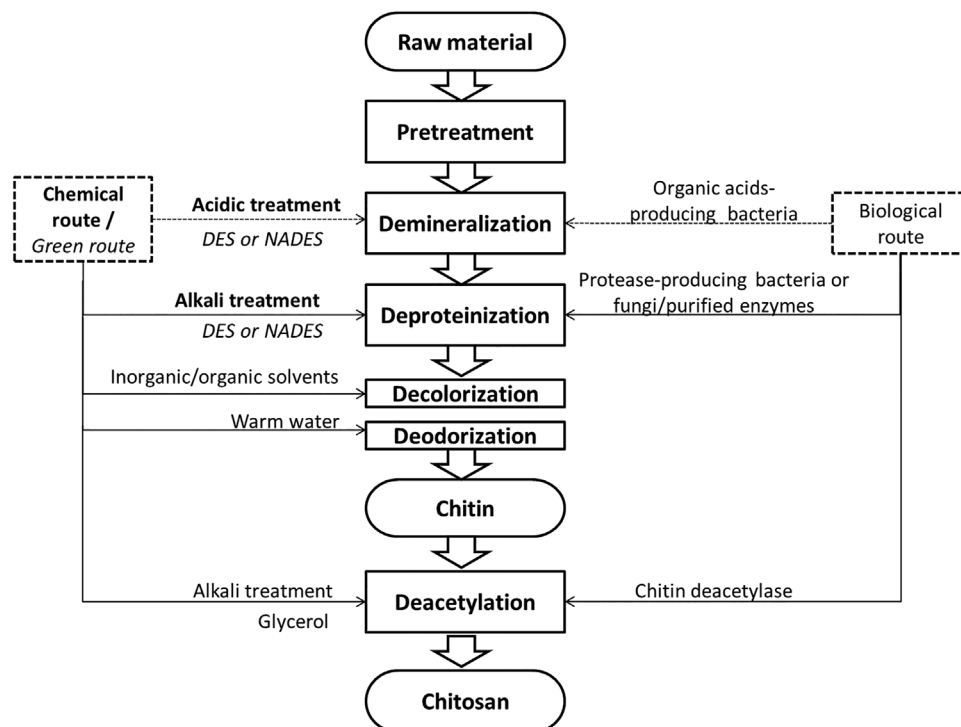 Raw material
Pretreatment
Chemical
route /
Green route
Acidic treatment
DES or NADES
Demineralization
Organic acids-
producing bacteria
Biological
route
Alkali treatment
DES or NADES
Deproteinization
Protease-producing bacteria or
fungi/purified enzymes
Inorganic/organic solvents
Decolorization
Warm water
Deodorization
Chitin
Alkali treatment
Glycerol
Deacetylation
Chitin deacetylase
Chitosan